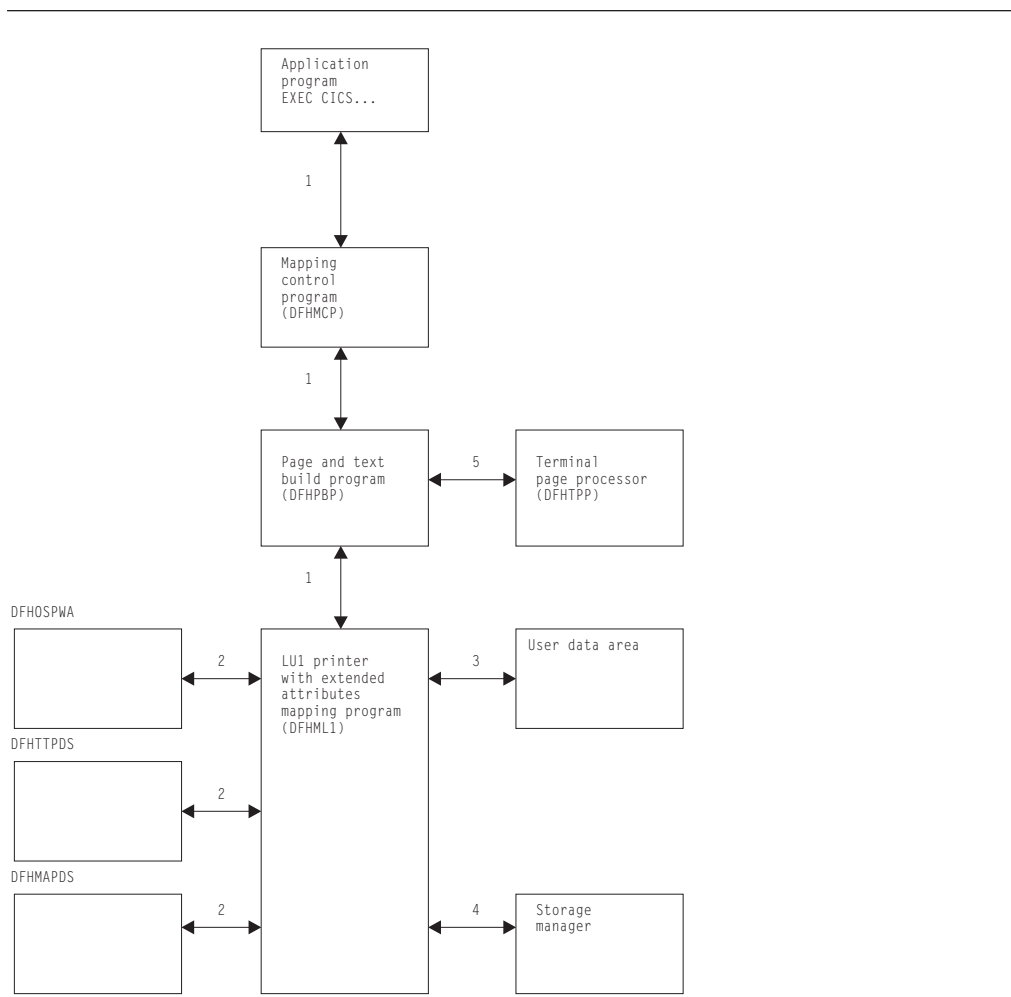 Application
program
EXEC CICS...
1
Mapping
control
program
(DFHMCP)
1
Page and text
build program
(DFHPBP)
5
Terminal
page processor
(DFHTPP)
1
DFHOSPWA
2
LU1 printer
with extended
attributes
mapping program
(DFHML1)
3
User data area
DFHTTPDS
2
DFHMAPDS
2
4
Storage
manager